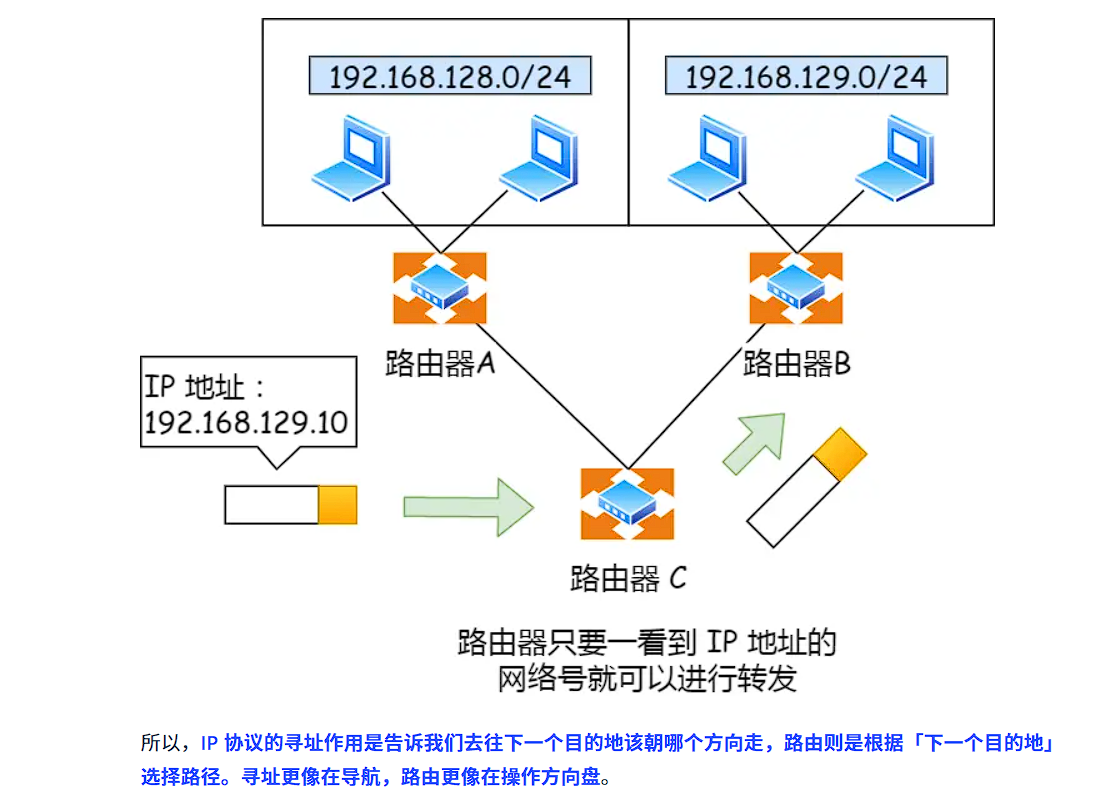 192.168.128.0/24
192.168.129.0/24
路由器A
路由器B
IP 地址：
192.168.129.10
路由器 C
路由器只要一看到 IP 地址的
网络号就可以进行转发
所以，IP 协议的寻址作用是告诉我们去往下一个目的地该朝哪个方向走，路由则是根据「下一个目的地」
选择路径。寻址更像在导航，路由更像在操作方向盘。